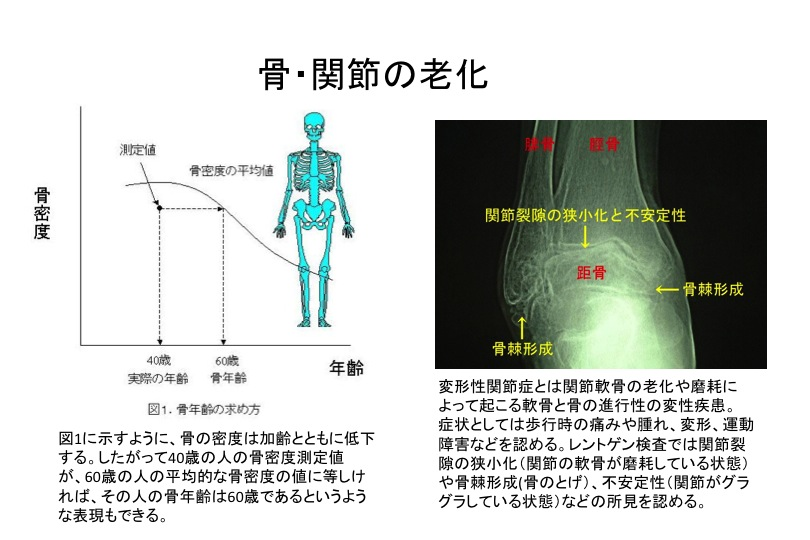 骨・関節の老化
測定値
骨密度の平均値
骨密度
40歳
実際の年齢
60歳
骨年齢
年齢
図1. 骨年齢の求め方
図1に示すように、骨の密度は加齢とともに低下
する。したがって40歳の人の骨密度測定値
が、60歳の人の平均的な骨密度の値に等しけ
れば、その人の骨年齢は60歳であるというよう
な表現もできる。
腓骨
脛骨
関節裂隙の狭小化と不安定性
距骨
←骨棘形成
骨棘形成
変形性関節症とは関節軟骨の老化や磨耗に
よって起こる軟骨と骨の進行性の変性疾患。
症状としては歩行時の痛みや腫れ、変形、運動
障害などを認める。レントゲン検査では関節裂
隙の狭小化（関節の軟骨が磨耗している状態）
や骨棘形成(骨のとげ）、不安定性（関節がグラ
グラしている状態）などの所見を認める。